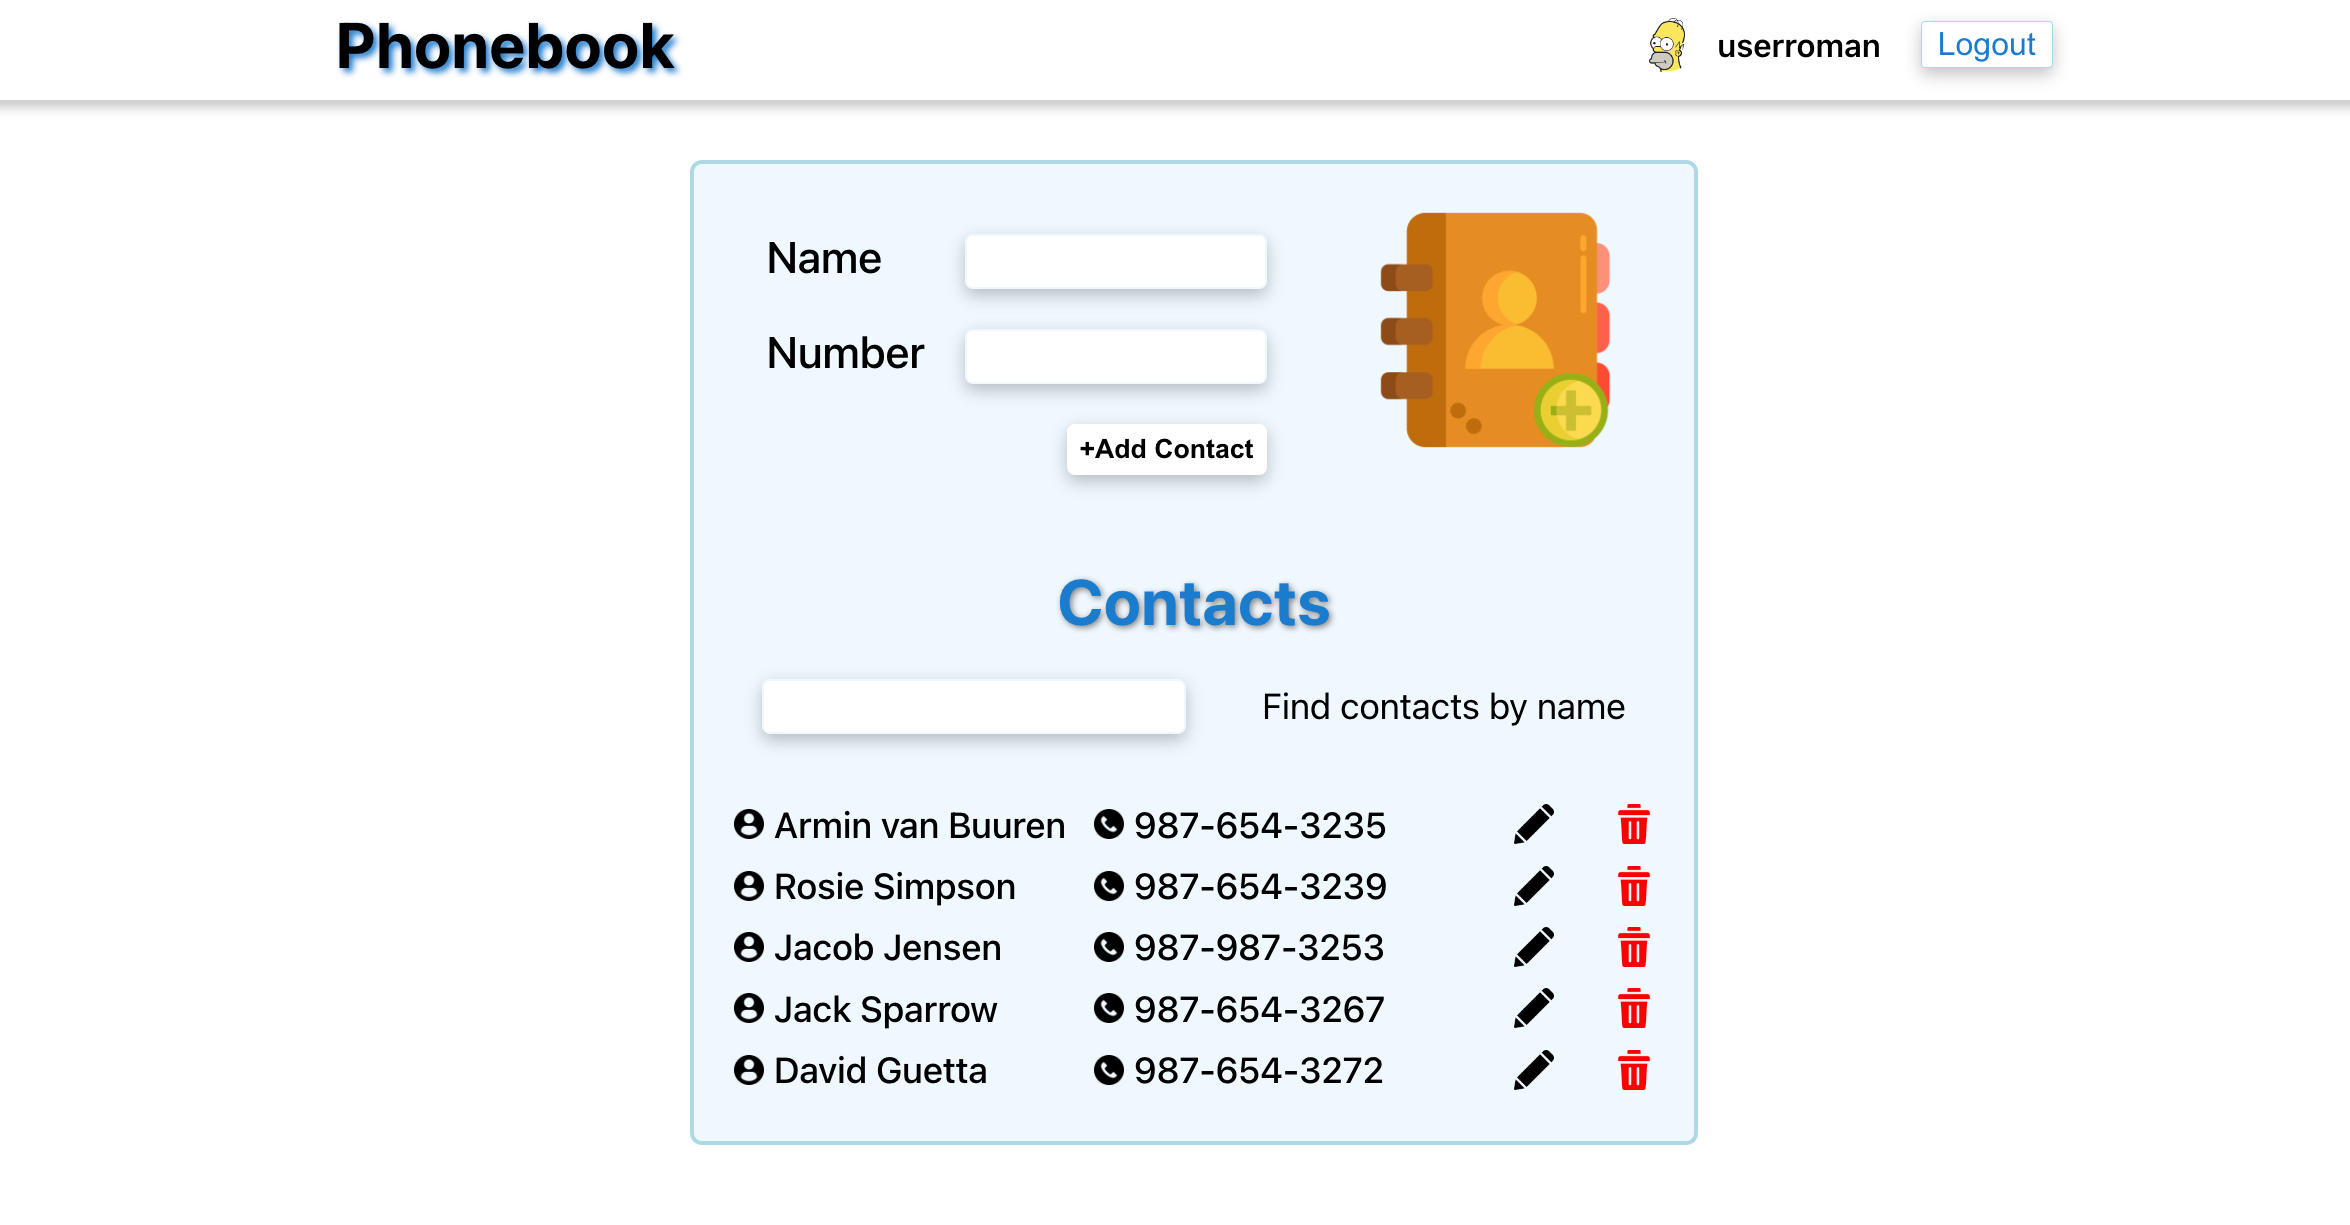 Phonebook
userroman
Logout
Name
Number
+Add Contact
Contacts
Find contacts by name
Armin van Buuren 987-654-3235
Rosie Simpson 987-654-3239
Jacob Jensen 987-987-3253
Jack Sparrow 987-654-3267
David Guetta 987-654-3272